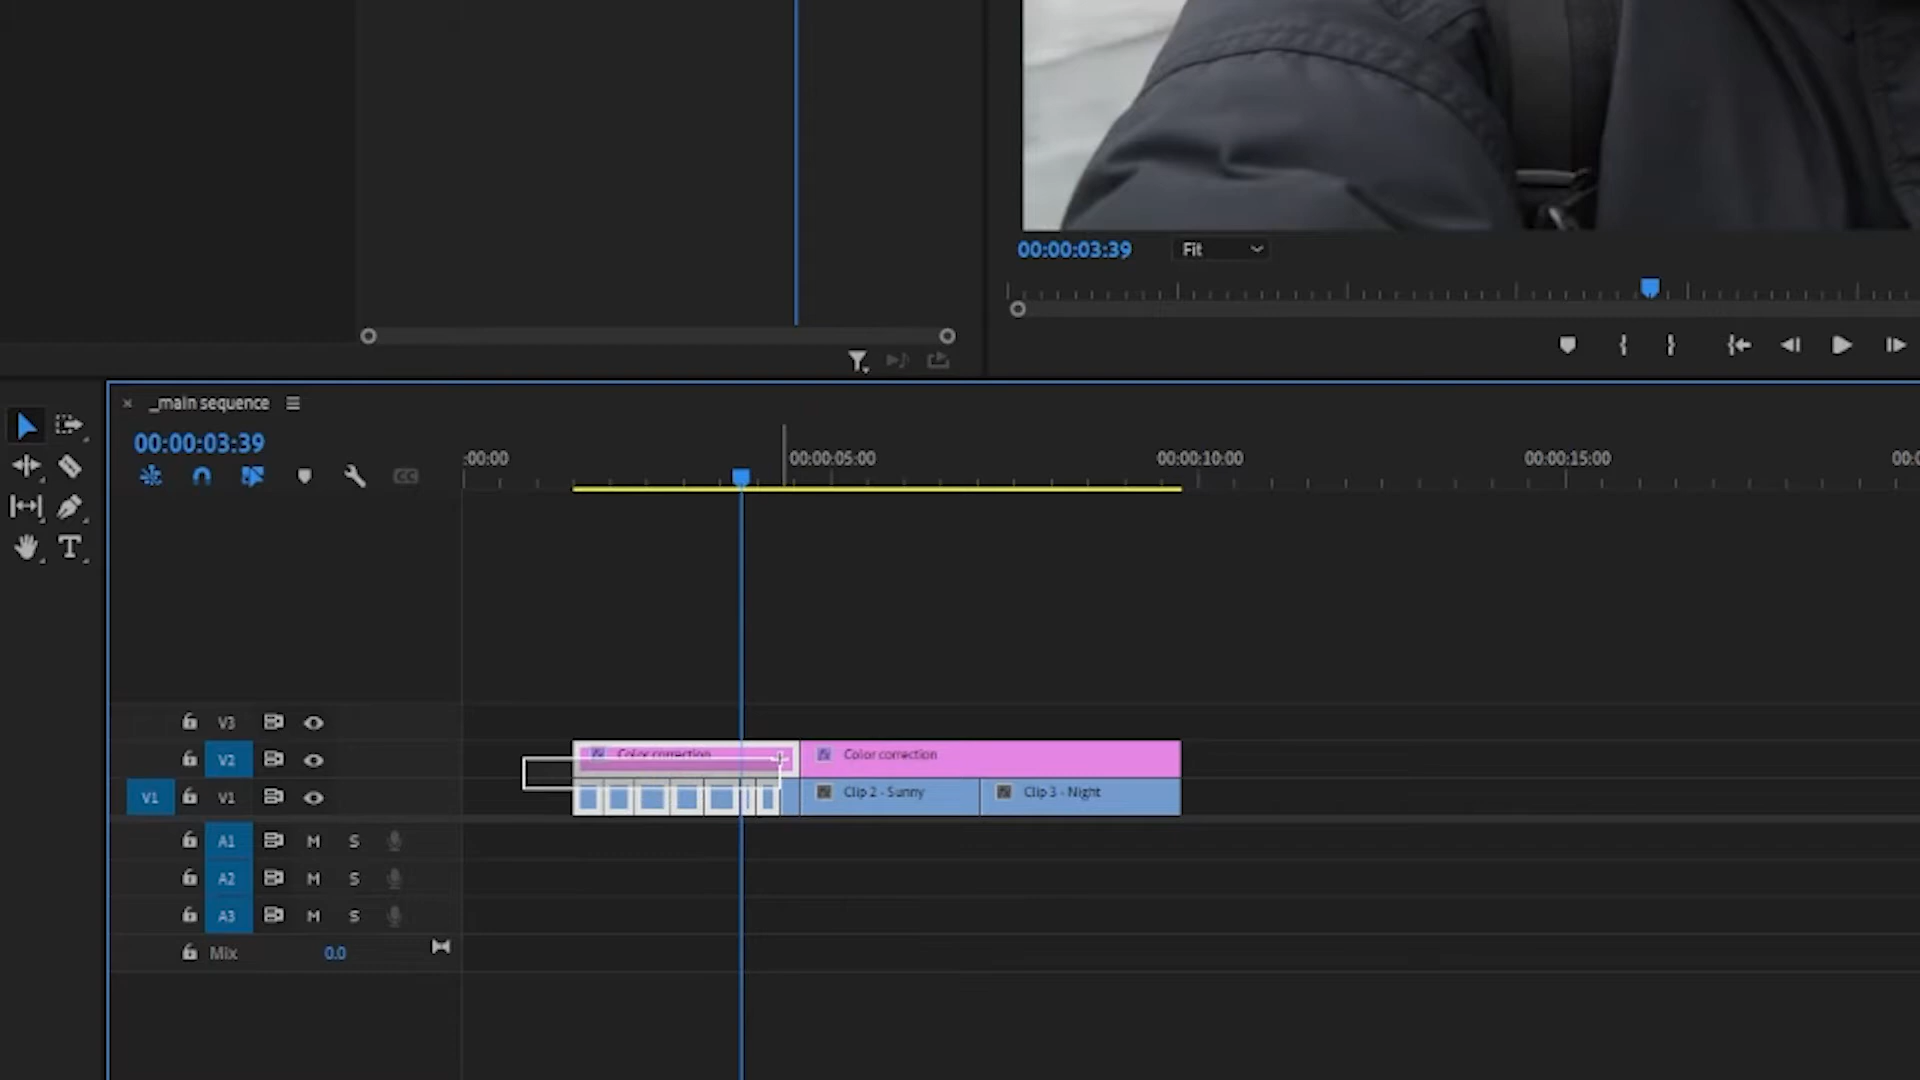 00:00:03:39
Fit
_main sequence
00:00:03:39
:00:00
00:00:05:00
00:00:10:00
00:00:15:00
00:
CC
V3
V2
Color correction
Color correction
V1
V1
Clip 2 - Sunny
Clip 3 - Night
A1
M
S
A2
M
S
A3
M
S
Mix
0.0